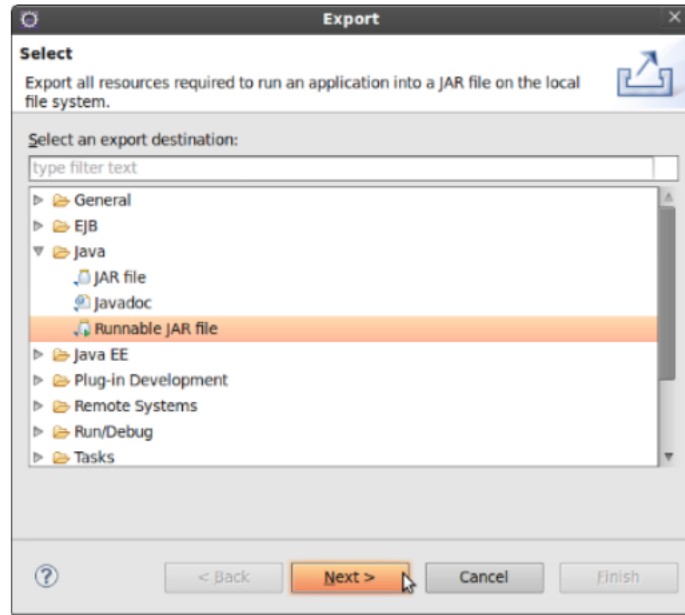 Export
Select
Export all resources required to run an application into a JAR file on the local
file system.
Select an export destination:
type filter text
General
EJB
Java
JAR file
Javadoc
Runnable JAR file
Java EE
Plug-in Development
Remote Systems
Run/Debug
Tasks
? < Back Next > Cancel Finish